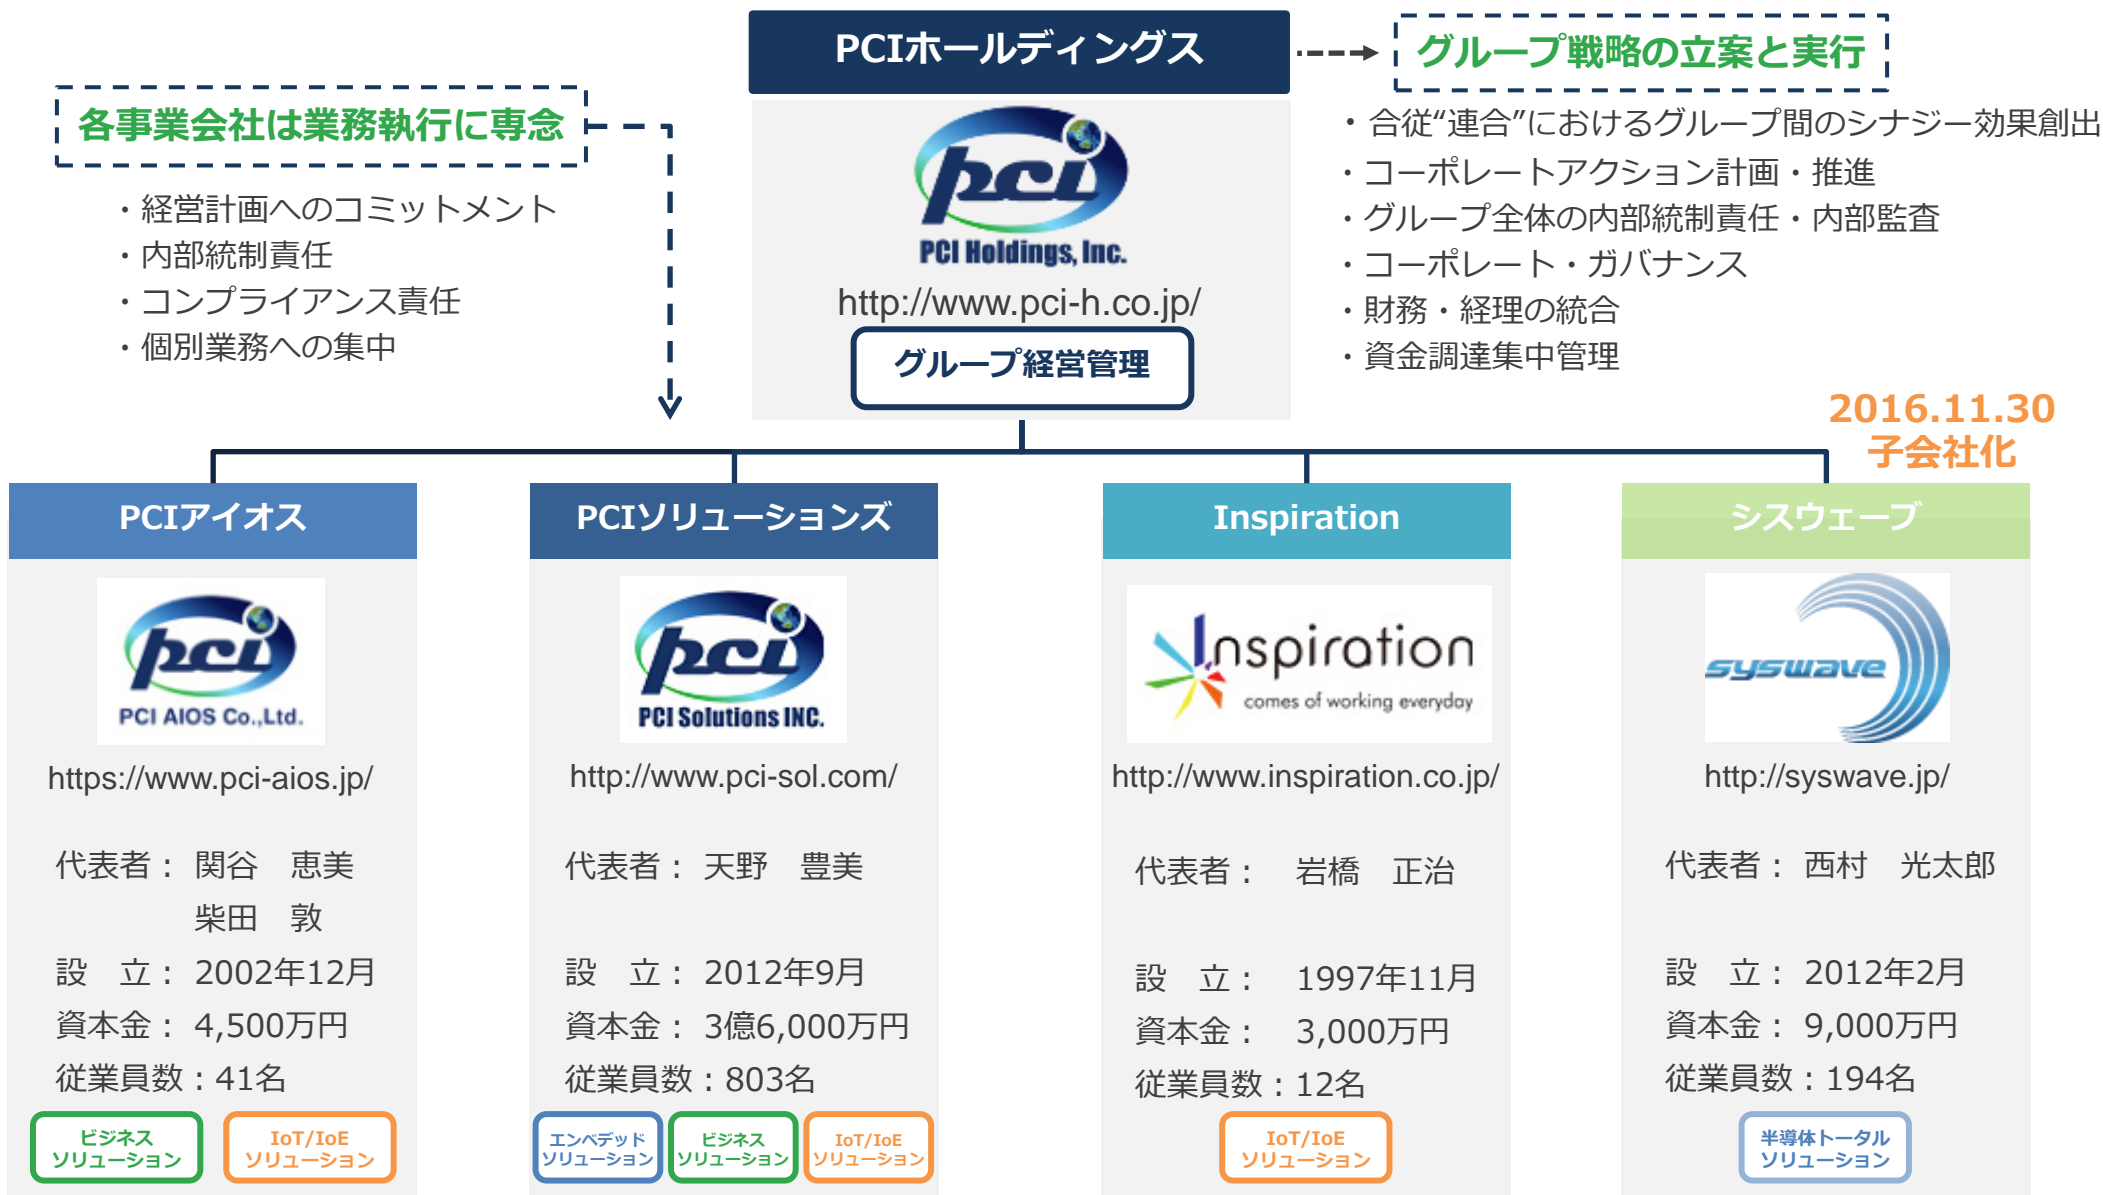 PCIホールディングス
グループ戦略の立案と実行
各事業会社は業務執行に専念
・経営計画へのコミットメント
・内部統制責任
・コンプライアンス責任
・個別業務への集中
pci
PCI Holdings, Inc.
http://www.pci-h.co.jp/
グループ経営管理
・合従“連合”におけるグループ間のシナジー効果創出
・コーポレートアクション計画・推進
・グループ全体の内部統制責任・内部監査
・コーポレート・ガバナンス
・財務・経理の統合
・資金調達集中管理
2016.11.30
子会社化
PCIアイオス
pci
PCI AIOS Co.,Ltd.
https://www.pci-aios.jp/
代表者： 関谷　恵美
柴田　敦
設　立： 2002年12月
資本金： 4,500万円
従業員数：41名
ビジネス
ソリューション
IoT/IoE
ソリューション
PCIソリューションズ
pci
PCI Solutions INC.
http://www.pci-sol.com/
代表者： 天野　豊美
設　立： 2012年9月
資本金： 3億6,000万円
従業員数：803名
エンベデッド
ソリューション
ビジネス
ソリューション
IoT/IoE
ソリューション
Inspiration
Inspiration
comes of working everyday
http://www.inspiration.co.jp/
代表者：　岩橋　正治
設　立：　1997年11月
資本金：　3,000万円
従業員数：12名
IoT/IoE
ソリューション
シスウェーブ
syswave
http://syswave.jp/
代表者： 西村　光太郎
設　立： 2012年2月
資本金： 9,000万円
従業員数：194名
半導体トータル
ソリューション